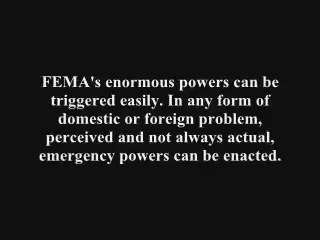 FEMA's enormous powers can be
triggered easily. In any form of
domestic or foreign problem,
perceived and not always actual,
emergency powers can be enacted.